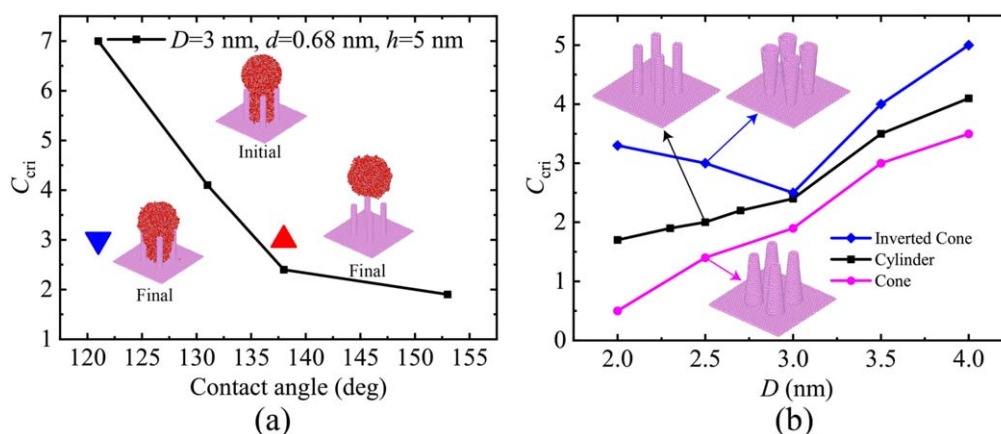 D=3 nm, d=0.68 nm, h=5 nm
Initial
Final
Final
C_cri
7
6
5
4
3
2
1
120 125 130 135 140 145 150 155
Contact angle (deg)
(a)
C_cri
5
4
3
2
1
0
Inverted Cone
Cylinder
Cone
2.0 2.5 3.0 3.5 4.0
D (nm)
(b)